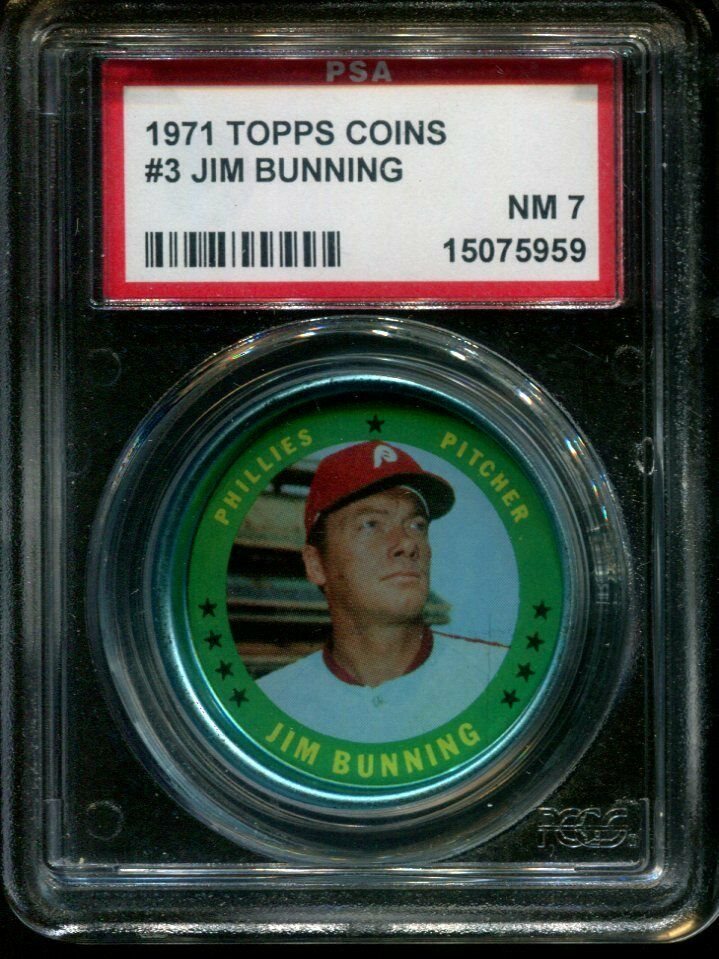 PSA
1971 TOPPS COINS
#3 JIM BUNNING
NM 7
15075959
PHILLIES PITCHER
P
JIM BUNNING
PCGS